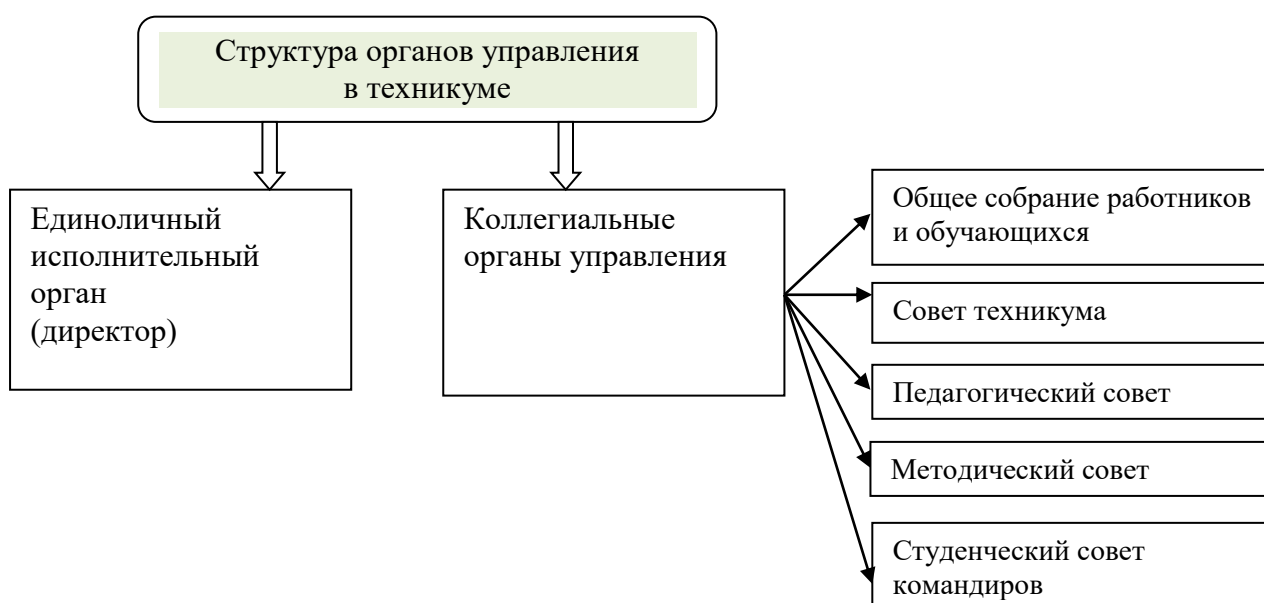 Структура органов управления
в техникуме
Единоличный
исполнительный
орган
(директор)
Коллегиальные
органы управления
Общее собрание работников
и обучающихся
Совет техникума
Педагогический совет
Методический совет
Студенческий совет
командиров